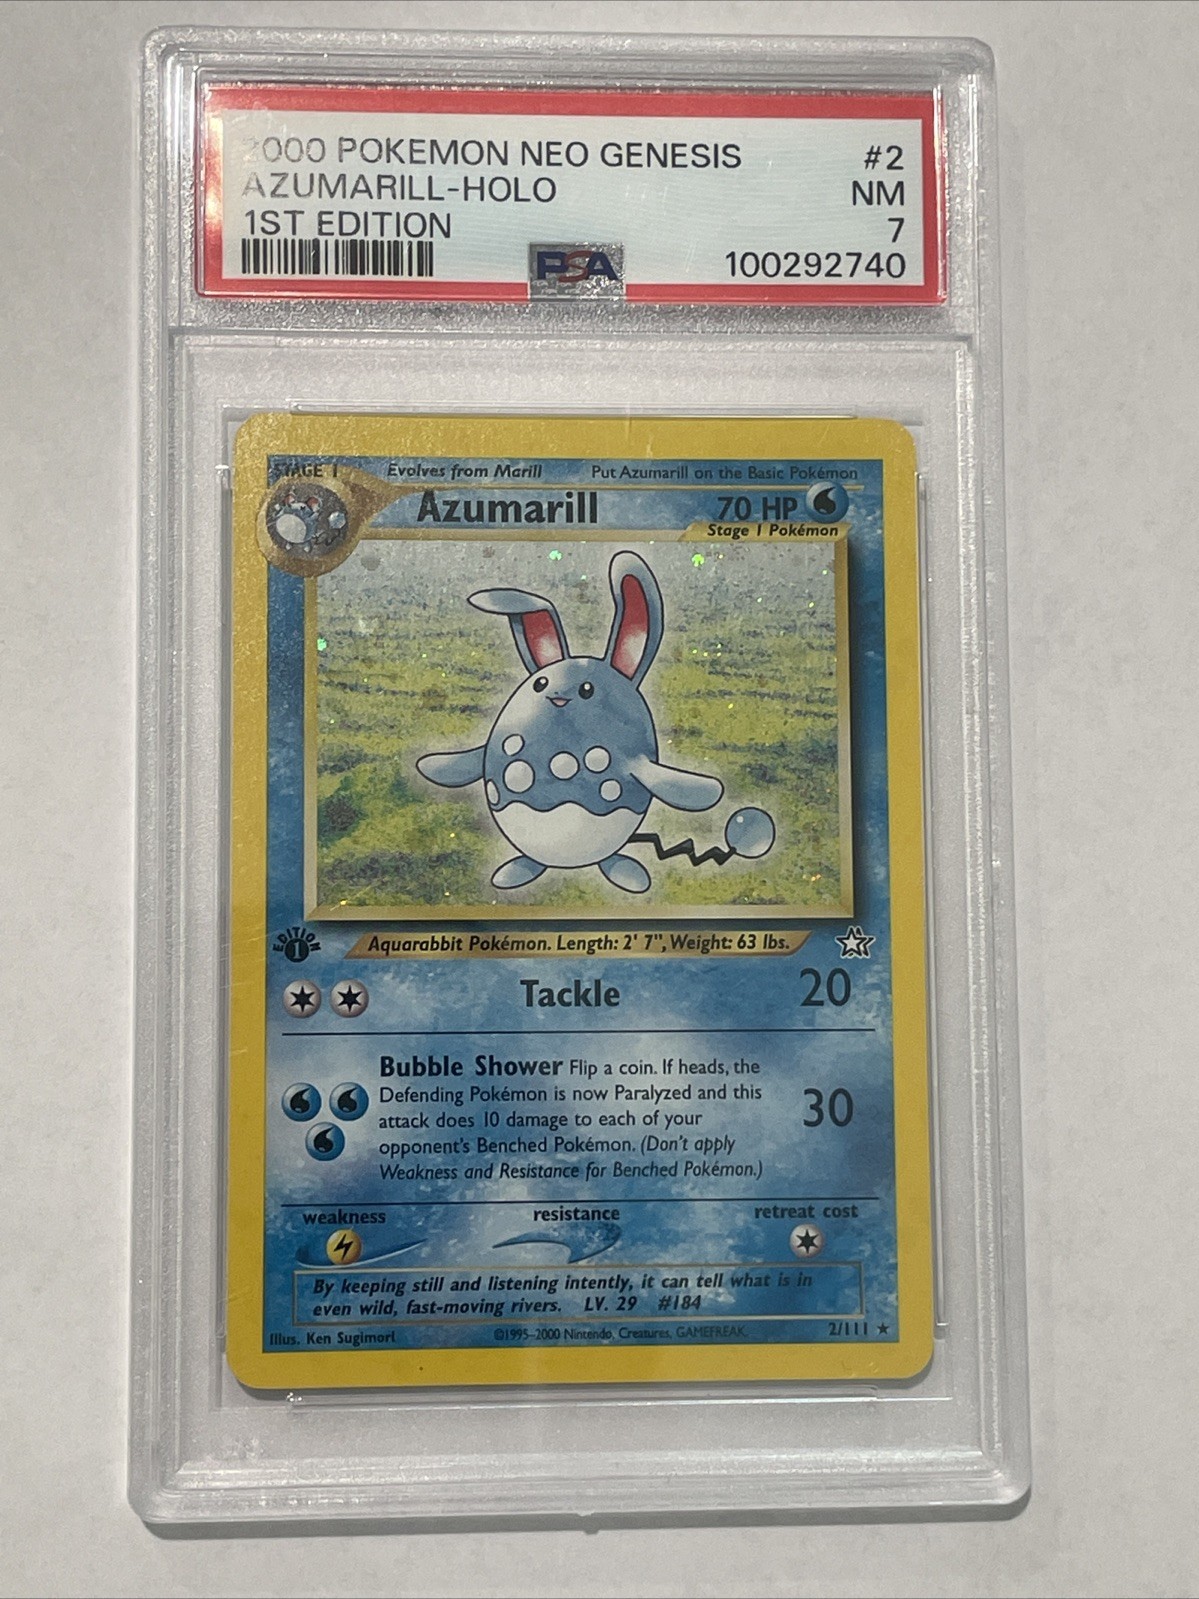 2000 POKEMON NEO GENESIS #2
AZUMARILL-HOLO NM
1ST EDITION 7
PSA 100292740
STAGE 1 Evolves from Marill Put Azumarill on the Basic Pokémon
Azumarill 70 HP
Stage 1 Pokémon
EDITION 1
Aquarabbit Pokémon. Length: 2' 7", Weight: 63 lbs.
Tackle 20
Bubble Shower Flip a coin. If heads, the
Defending Pokémon is now Paralyzed and this
attack does 10 damage to each of your
opponent's Benched Pokémon. (Don't apply
Weakness and Resistance for Benched Pokémon.)
30
weakness resistance retreat cost
By keeping still and listening intently, it can tell what is in
even wild, fast-moving rivers. LV. 29 #184
Illus. Ken Sugimori ©1995-2000 Nintendo, Creatures, GAMEFREAK. 2/111 ★